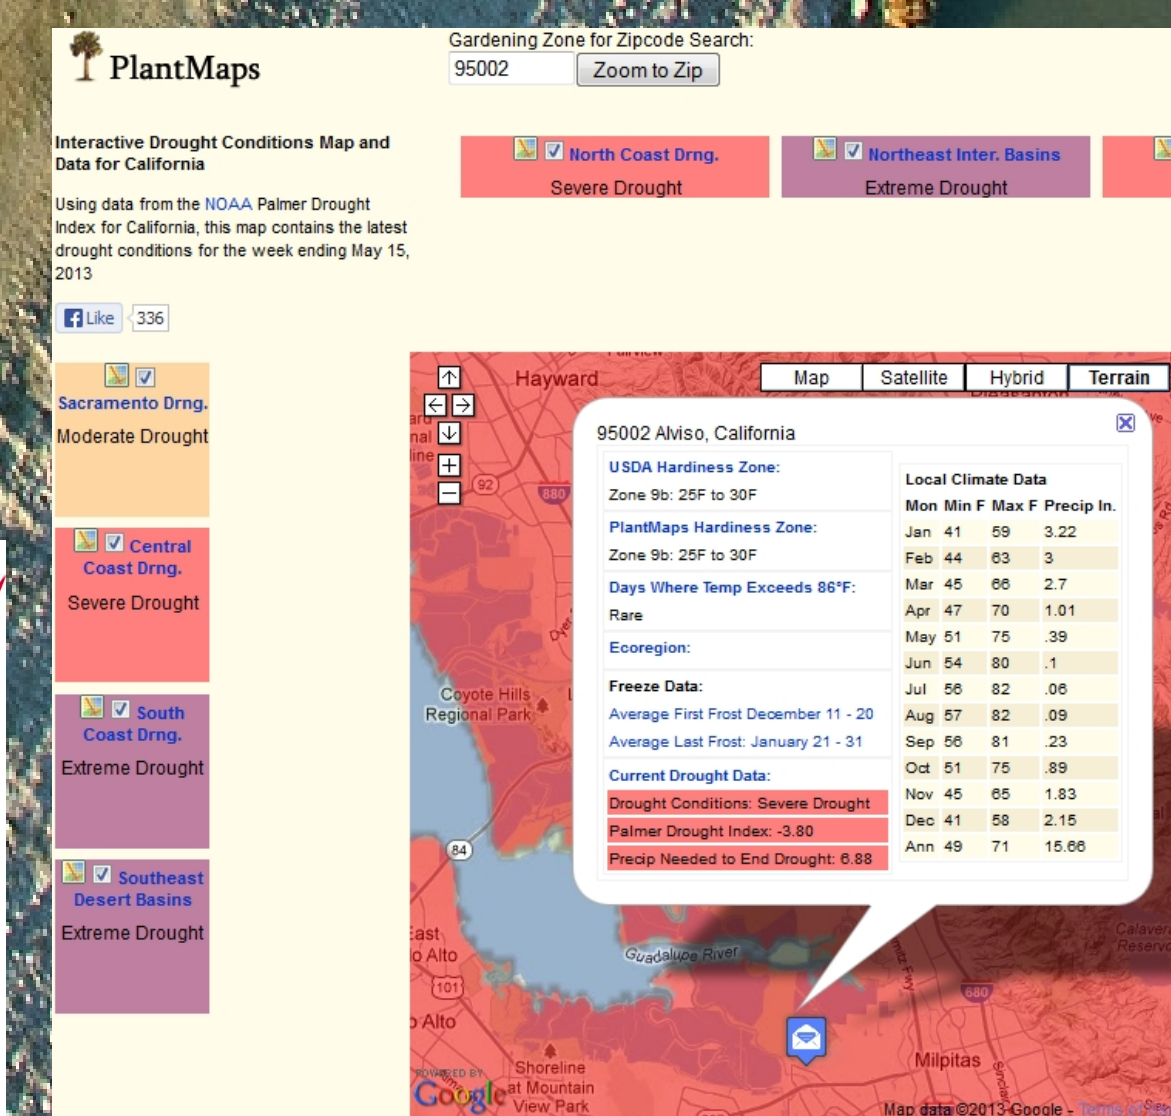 PlantMaps
Gardening Zone for Zipcode Search:
95002
Zoom to Zip
Interactive Drought Conditions Map and
Data for California
Using data from the NOAA Palmer Drought
Index for California, this map contains the latest
drought conditions for the week ending May 15,
2013
Like 336
North Coast Drng.
Severe Drought
Northeast Inter. Basins
Extreme Drought
Sacramento Drng.
Moderate Drought
Central
Coast Drng.
Severe Drought
South
Coast Drng.
Extreme Drought
Southeast
Desert Basins
Extreme Drought
Hayward
Map Satellite Hybrid Terrain
Pleasanton
92
880
95002 Alviso, California
USDA Hardiness Zone:
Zone 9b: 25F to 30F
PlantMaps Hardiness Zone:
Zone 9b: 25F to 30F
Days Where Temp Exceeds 86°F:
Rare
Ecoregion:
Freeze Data:
Average First Frost December 11 - 20
Average Last Frost: January 21 - 31
Current Drought Data:
Drought Conditions: Severe Drought
Palmer Drought Index: -3.80
Precip Needed to End Drought: 6.88
Local Climate Data
Mon Min F Max F Precip In.
Jan 41 59 3.22
Feb 44 63 3
Mar 45 66 2.7
Apr 47 70 1.01
May 51 75 .39
Jun 54 80 .1
Jul 56 82 .06
Aug 57 82 .09
Sep 56 81 .23
Oct 51 75 .89
Nov 45 65 1.83
Dec 41 58 2.15
Ann 49 71 15.66
Coyote Hills
Regional Park
84
East
lo Alto
101
o Alto
Guadalupe River
680
Milpitas
Shoreline
at Mountain
View Park
POWERED BY
Google
Map data ©2013 Google - Terms of Use